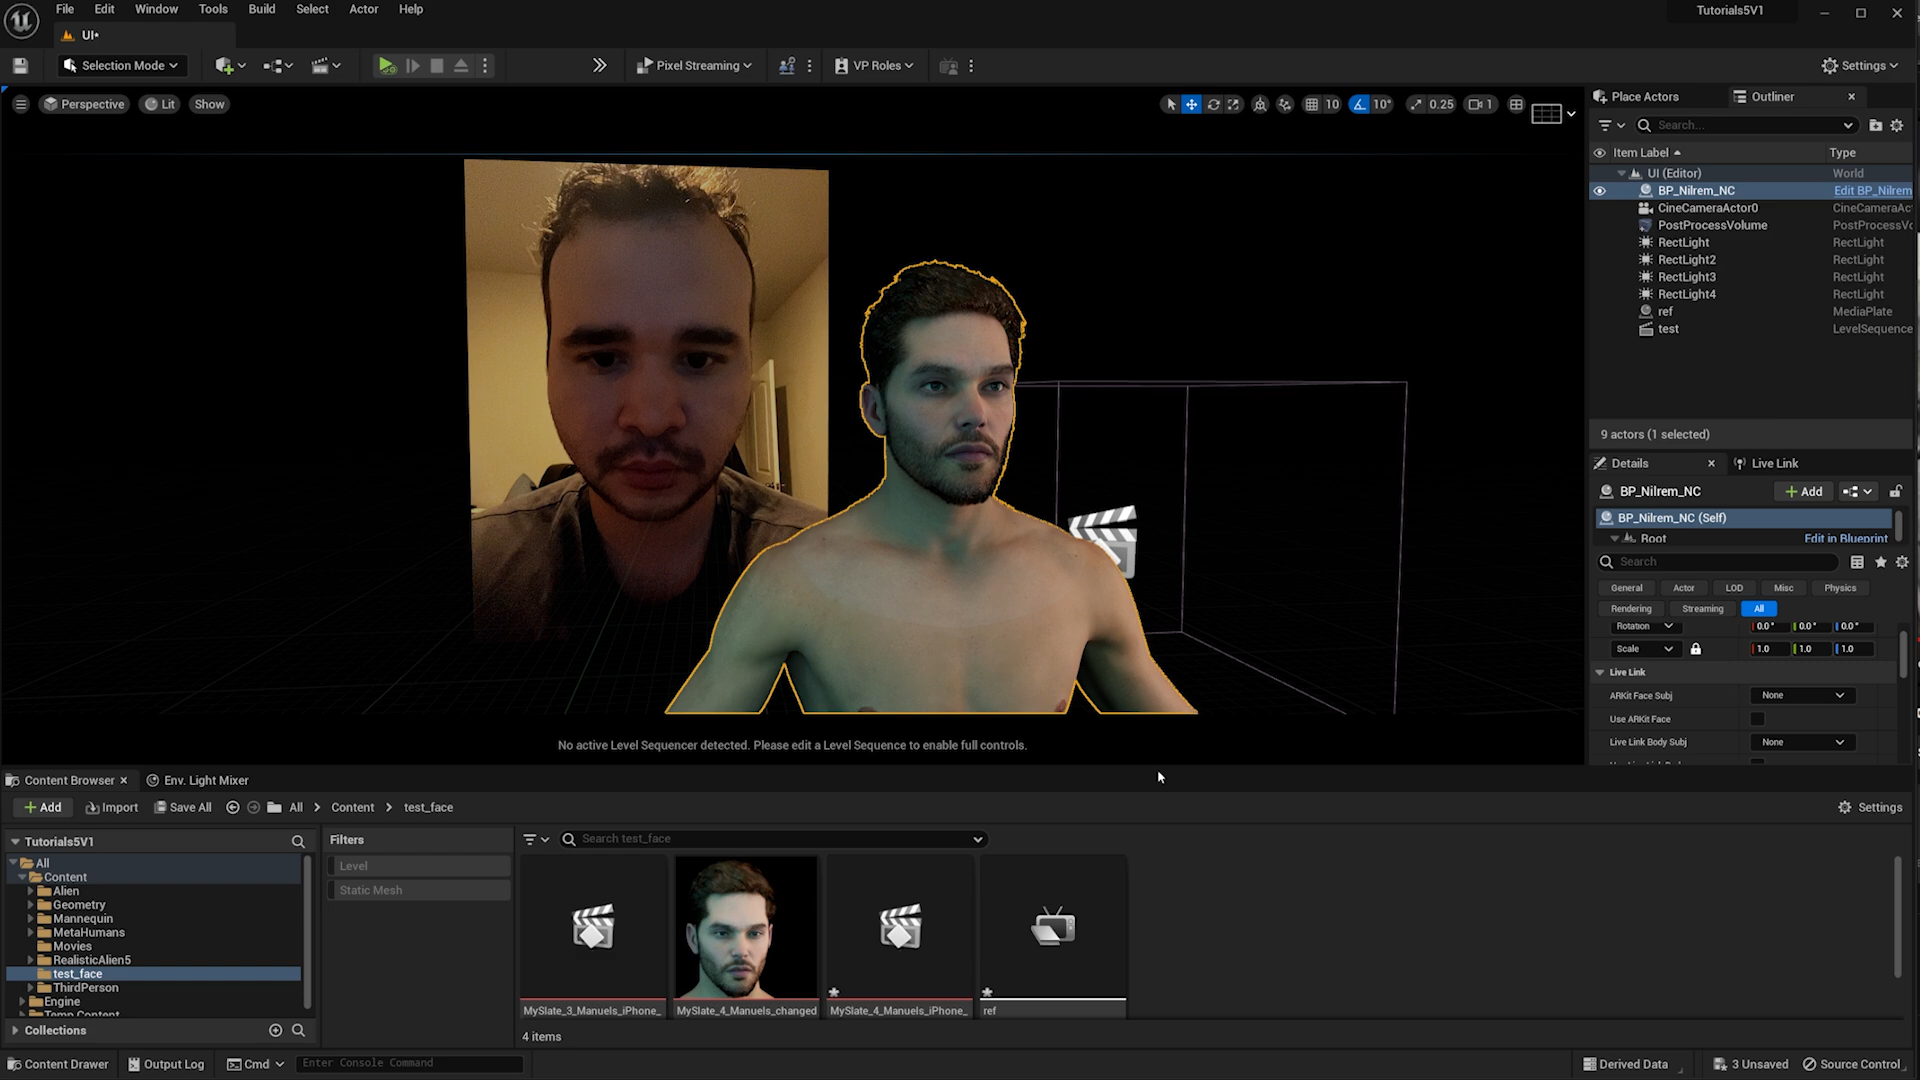 File Edit Window Tools Build Select Actor Help
Tutorials5V1
UI•
Selection Mode
Pixel Streaming
VP Roles
Settings
Perspective
Lit
Show
10
10°
0.25
1
Place Actors
Outliner
Search...
Item Label
Type
UI (Editor)
World
BP_Nilrem_NC
Edit BP_Nilrem
CineCameraActor0
CineCameraAc
PostProcessVolume
PostProcessVo
RectLight
RectLight
RectLight2
RectLight
RectLight3
RectLight
RectLight4
RectLight
ref
MediaPlate
test
LevelSequence
9 actors (1 selected)
Details
Live Link
BP_Nilrem_NC
Add
BP_Nilrem_NC (Self)
Root
Edit in Blueprint
Search
General
Actor
LOD
Misc
Physics
Rendering
Streaming
All
Rotation
0.0°
0.0°
0.0°
Scale
1.0
1.0
1.0
Live Link
ARKit Face Subj
None
Use ARKit Face
Live Link Body Subj
None
No active Level Sequencer detected. Please edit a Level Sequence to enable full controls.
Content Browser
Env. Light Mixer
Add
Import
Save All
All
Content
test_face
Settings
Tutorials5V1
All
Content
Alien
Geometry
Mannequin
MetaHumans
Movies
RealisticAlien5
test_face
ThirdPerson
Engine
Temp Content
Collections
Filters
Level
Static Mesh
Search test_face
MySlate_3_Manuels_iPhone_
MySlate_4_Manuels_changed
MySlate_4_Manuels_iPhone_
ref
4 items
Content Drawer
Output Log
Cmd
Enter Console Command
Derived Data
3 Unsaved
Source Control